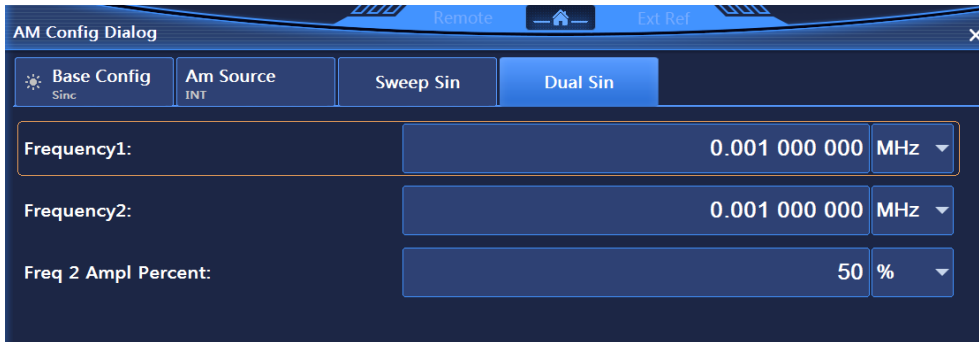 Remote
Ext Ref
AM Config Dialog
Base Config
Sinc
Am Source
INT
Sweep Sin
Dual Sin
Frequency1:
0.001 000 000
MHz
Frequency2:
0.001 000 000
MHz
Freq 2 Ampl Percent:
50
%